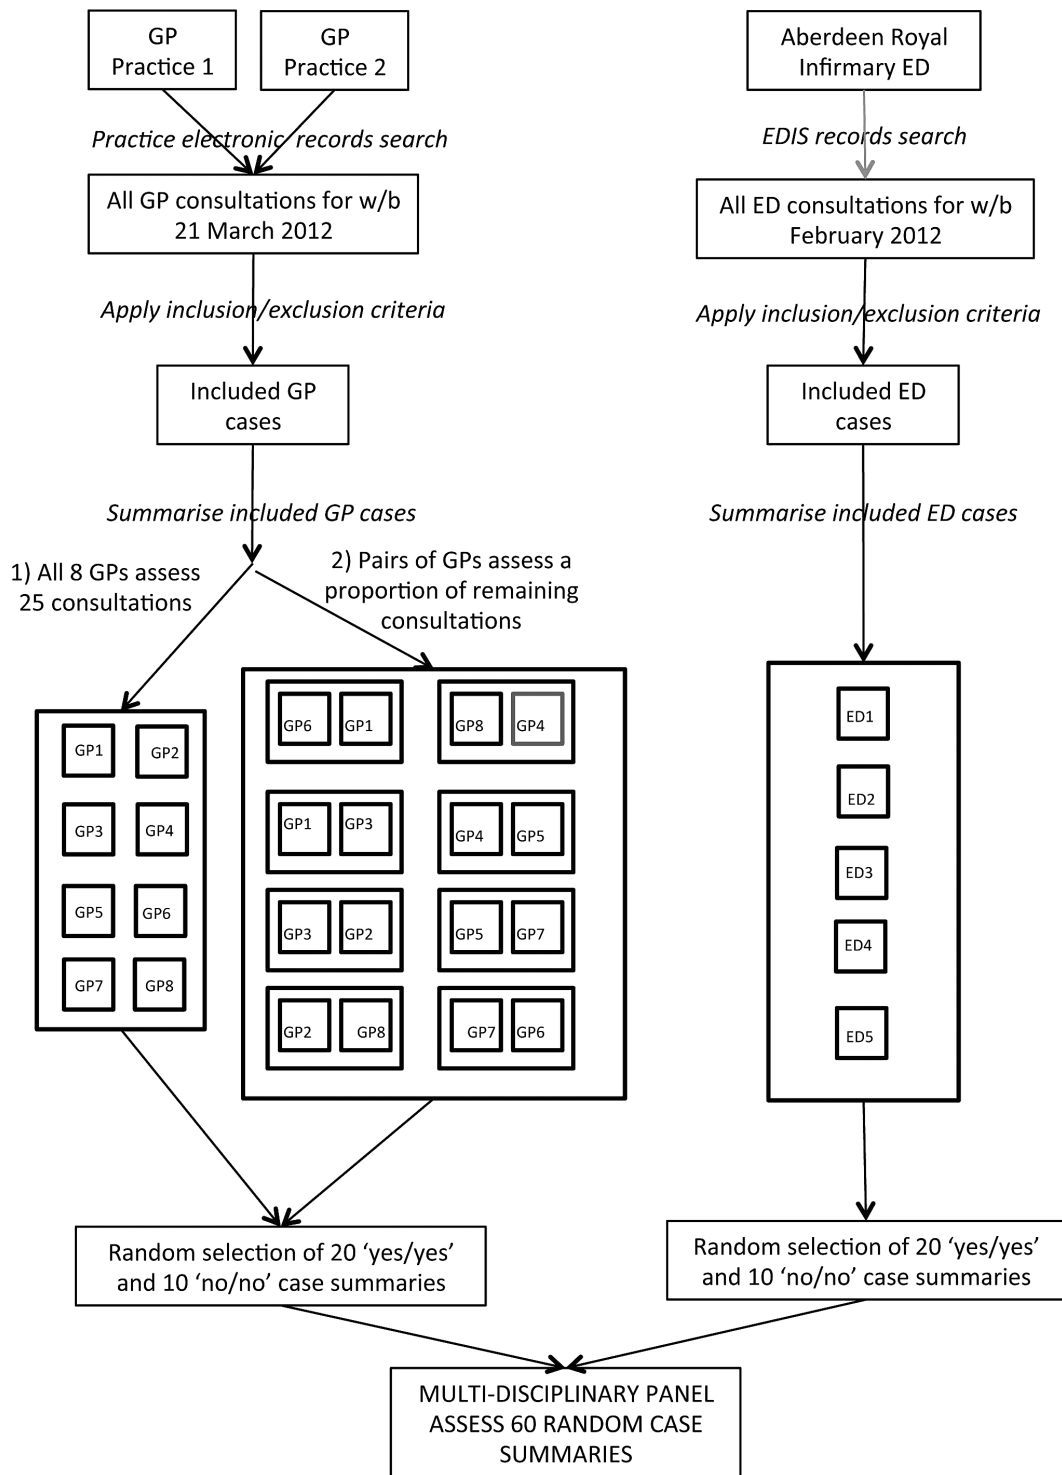 GP
Practice 1
GP
Practice 2
Aberdeen Royal
Infirmary ED
Practice electronic records search
EDIS records search
All GP consultations for w/b
21 March 2012
All ED consultations for w/b
February 2012
Apply inclusion/exclusion criteria
Apply inclusion/exclusion criteria
Included GP
cases
Included ED
cases
Summarise included GP cases
Summarise included ED cases
1) All 8 GPs assess
25 consultations
2) Pairs of GPs assess a
proportion of remaining
consultations
GP1
GP2
GP3
GP4
GP5
GP6
GP7
GP8
GP6
GP1
GP8
GP4
GP1
GP3
GP4
GP5
GP3
GP2
GP5
GP7
GP2
GP8
GP7
GP6
ED1
ED2
ED3
ED4
ED5
Random selection of 20 ‘yes/yes’
and 10 ‘no/no’ case summaries
Random selection of 20 ‘yes/yes’
and 10 ‘no/no’ case summaries
MULTI-DISCIPLINARY PANEL
ASSESS 60 RANDOM CASE
SUMMARIES